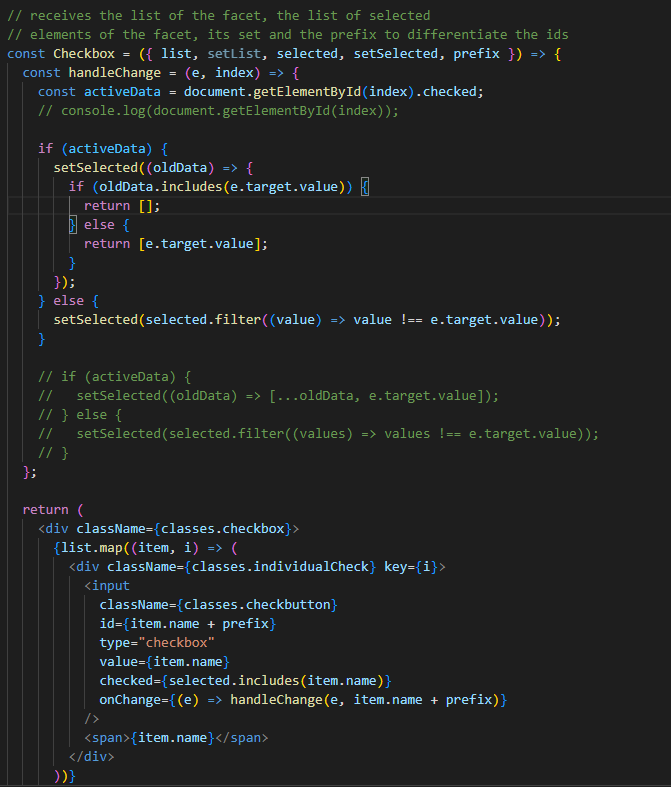 // receives the list of the facet, the list of selected
// elements of the facet, its set and the prefix to differentiate the ids
const Checkbox = ({ list, setList, selected, setSelected, prefix }) => {
  const handleChange = (e, index) => {
    const activeData = document.getElementById(index).checked;
    // console.log(document.getElementById(index));

    if (activeData) {
      setSelected((oldData) => {
        if (oldData.includes(e.target.value)) {
          return [];
        } else {
          return [e.target.value];
        }
      });
    } else {
      setSelected(selected.filter((value) => value !== e.target.value));
    }

    // if (activeData) {
    //   setSelected((oldData) => [...oldData, e.target.value]);
    // } else {
    //   setSelected(selected.filter((values) => values !== e.target.value));
    // }
  };

  return (
    <div className={classes.checkbox}>
      {list.map((item, i) => (
        <div className={classes.individualCheck} key={i}>
          <input
            className={classes.checkbutton}
            id={item.name + prefix}
            type="checkbox"
            value={item.name}
            checked={selected.includes(item.name)}
            onChange={(e) => handleChange(e, item.name + prefix)}
          />
          <span>{item.name}</span>
        </div>
      ))}